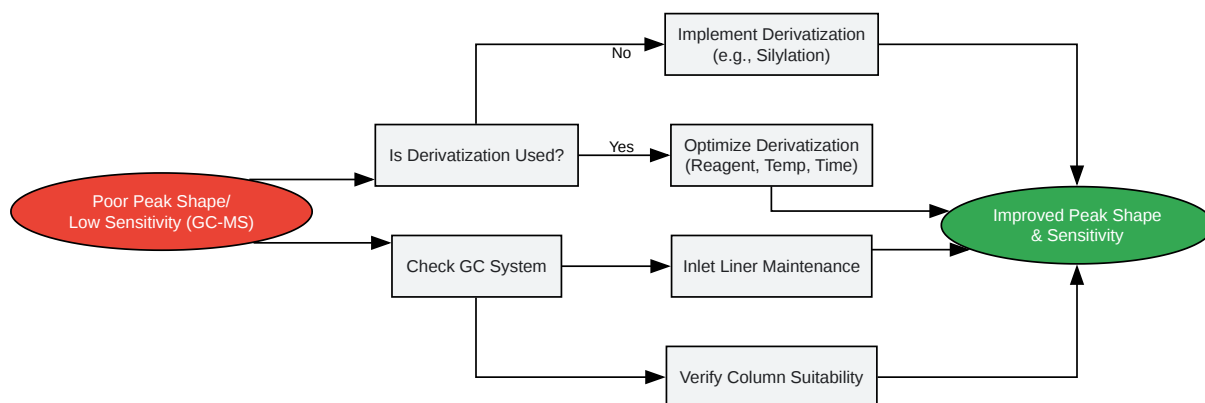 Implement Derivatization
(e.g., Silylation)
No
Is Derivatization Used?
Yes
Optimize Derivatization
(Reagent, Temp, Time)
Poor Peak Shape/
Low Sensitivity (GC-MS)
Improved Peak Shape
& Sensitivity
Check GC System
Inlet Liner Maintenance
Verify Column Suitability